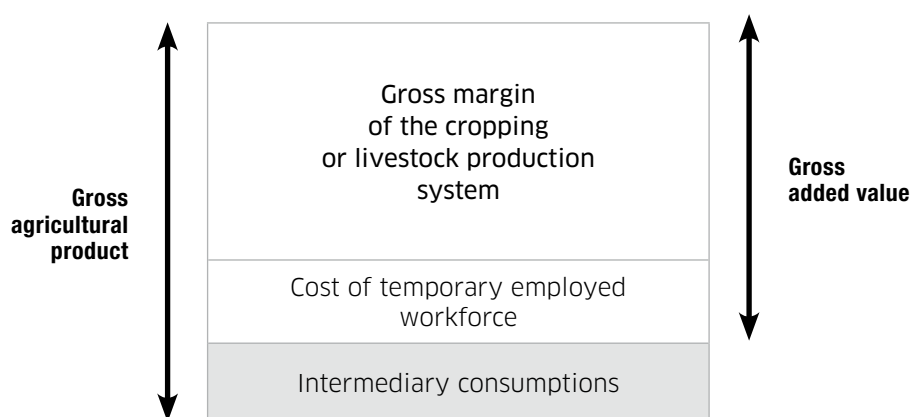 Gross
agricultural
product
Gross margin
of the cropping
or livestock production
system
Cost of temporary employed
workforce
Intermediary consumptions
Gross
added value